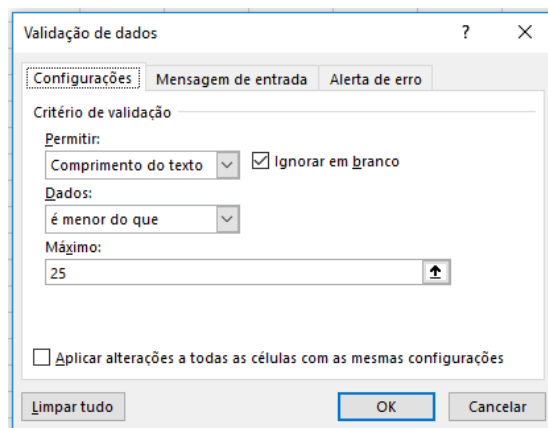 Validação de dados ? ×
Configurações Mensagem de entrada Alerta de erro
Critério de validação
Permitir:
Comprimento do texto Ignorar em branco
Dados:
é menor do que
Máximo:
25
Aplicar alterações a todas as células com as mesmas configurações
Limpar tudo OK Cancelar